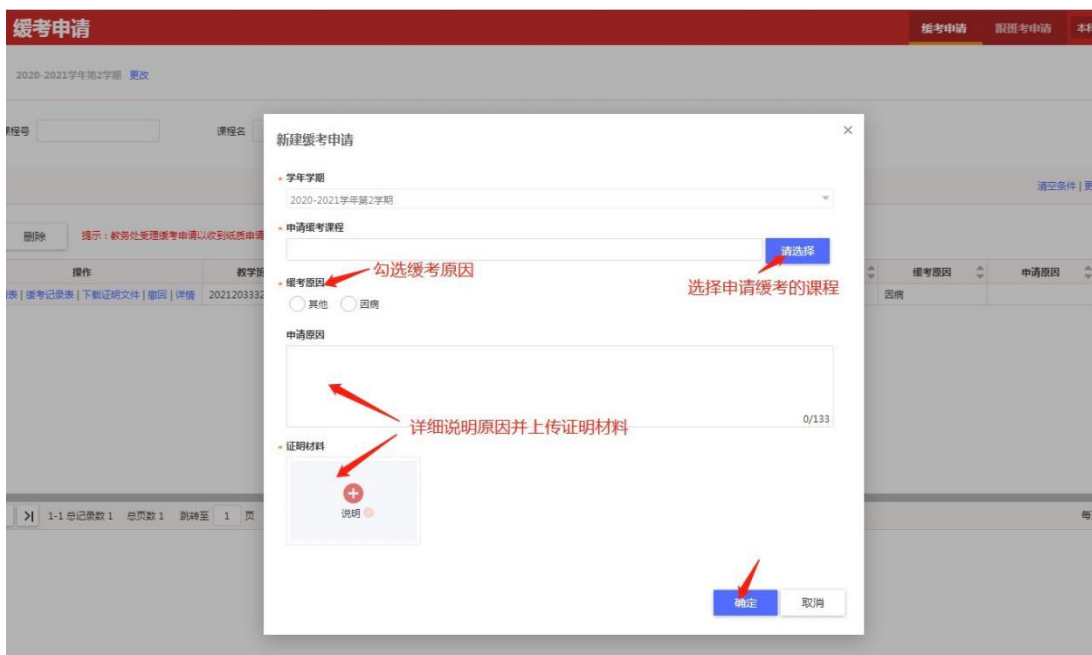 缓考申请 缓考申请 跟班考申请 本科
2020-2021学年第2学期 更改
课程号 课程名
清空条件 | 更
删除 提示：教务处受理缓考申请以收到纸质申请
操作 教学班 缓考原因 申请原因
表 | 缓考记录表 | 下载证明文件 | 撤回 | 详情 2021203332 因病
1-1 总记录数 1 总页数 1 跳转至 1 页 每
新建缓考申请 ×
* 学年学期
2020-2021学年第2学期
* 申请缓考课程
请选择
勾选缓考原因
选择申请缓考的课程
* 缓考原因
其他 因病
申请原因
0/133
详细说明原因并上传证明材料
* 证明材料
说明
确定 取消